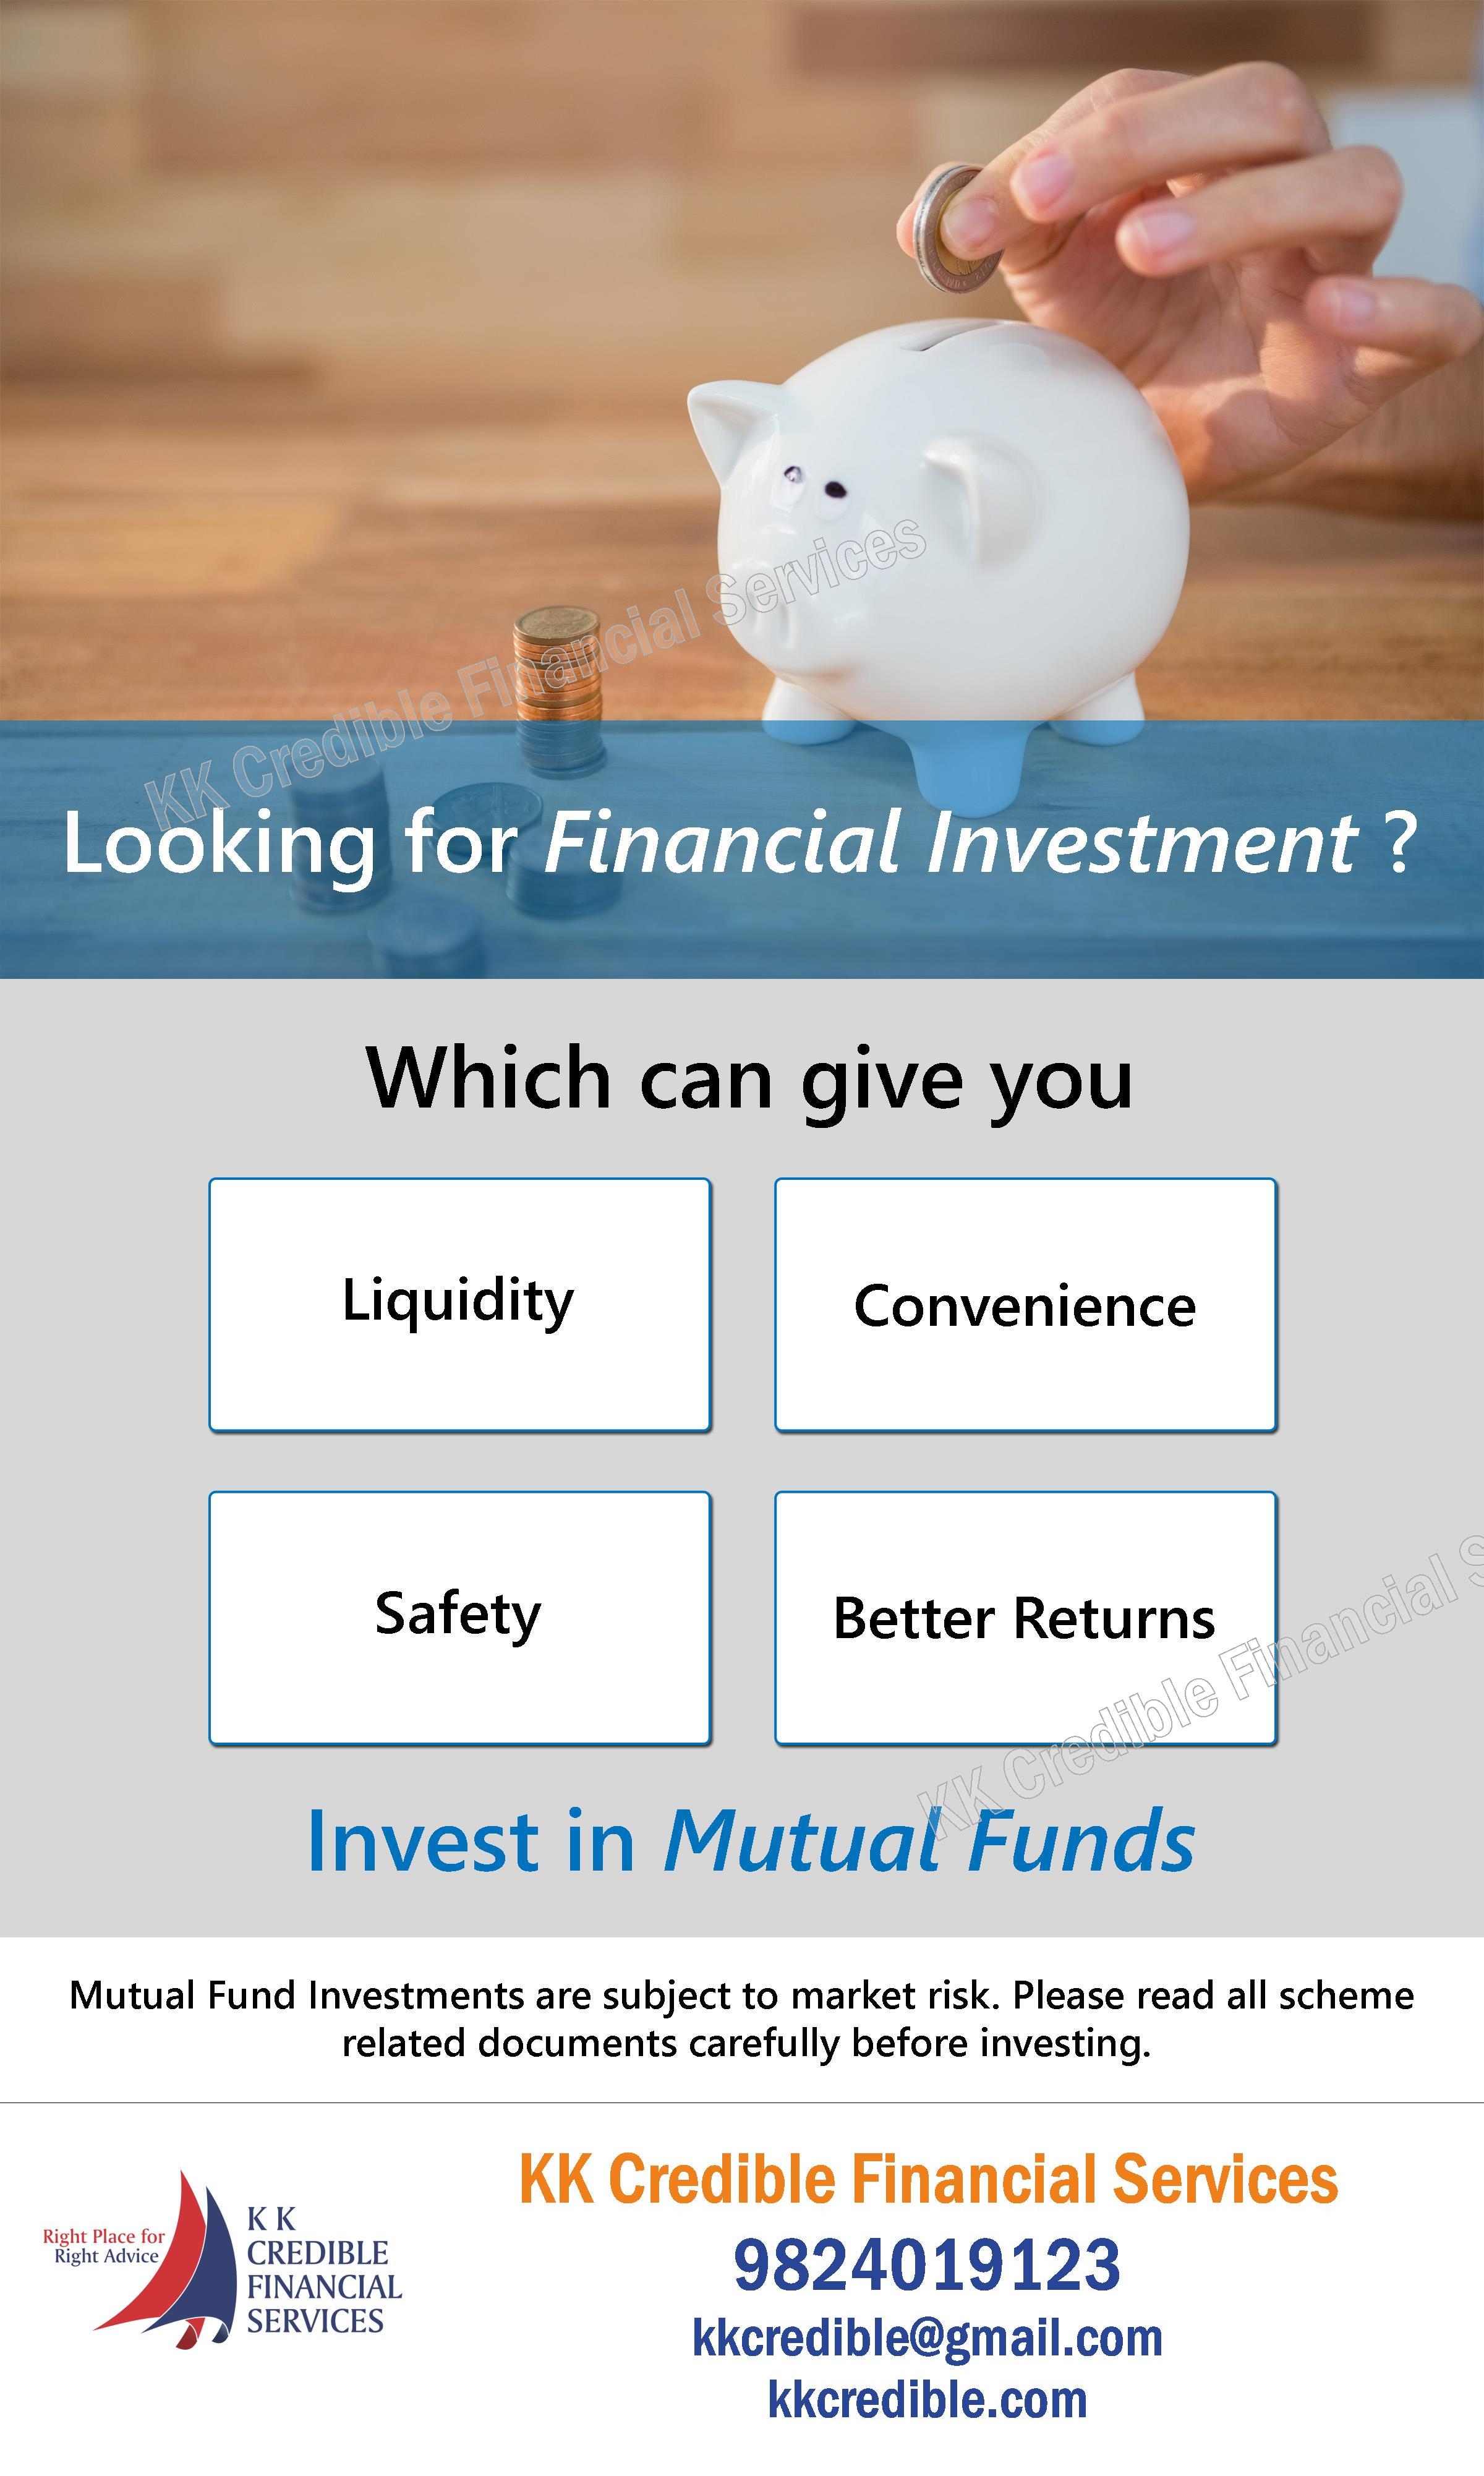 KK Credible Financial Services
Looking for Financial Investment ?
Which can give you
Liquidity
Convenience
Safety
Better Returns
KK Credible Financial S
Invest in Mutual Funds
Mutual Fund Investments are subject to market risk. Please read all scheme
related documents carefully before investing.
Right Place for
Right Advice
K K
CREDIBLE
FINANCIAL
SERVICES
KK Credible Financial Services
9824019123
kkcredible@gmail.com
kkcredible.com